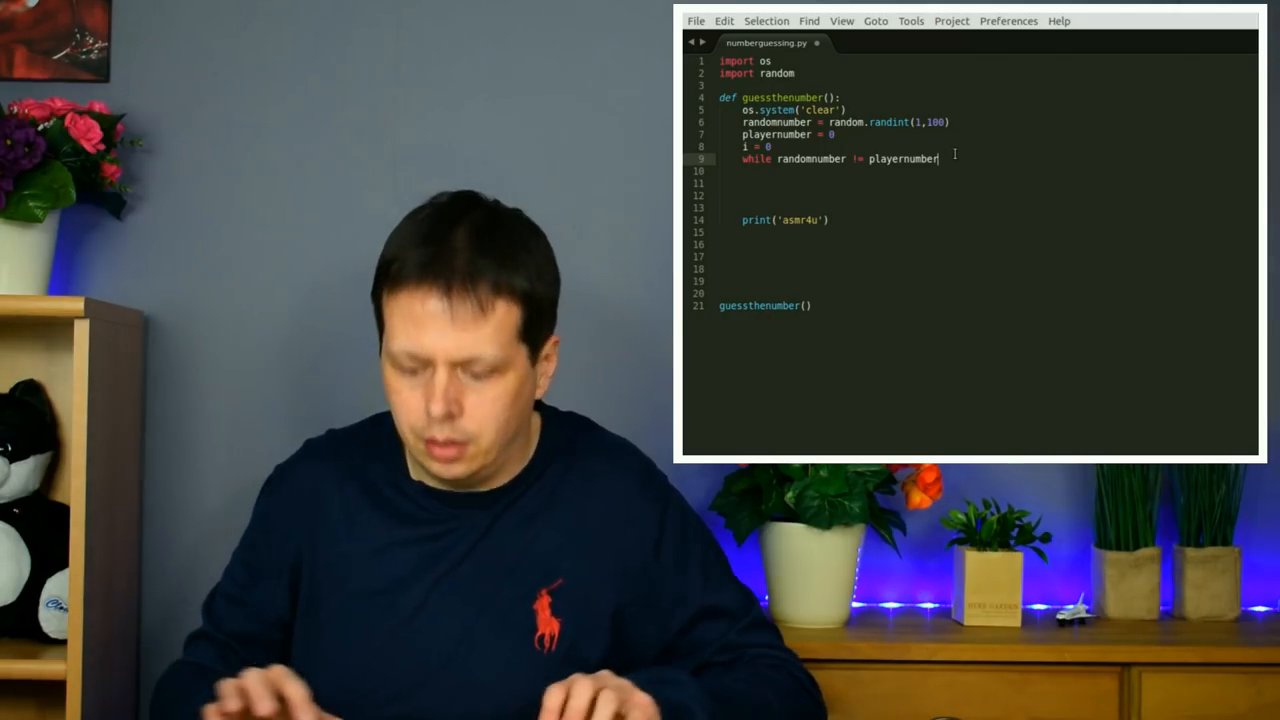 File Edit Selection Find View Goto Tools Project Preferences Help
numberguessing.py
1 import os
2 import random
3
4 def guessthenumber():
5 os.system('clear')
6 randomnumber = random.randint(1,100)
7 playernumber = 0
8 i = 0
9 while randomnumber != playernumber
10
11
12
13
14 print('asmr4u')
15
16
17
18
19
20
21 guessthenumber()
HERB GARDEN